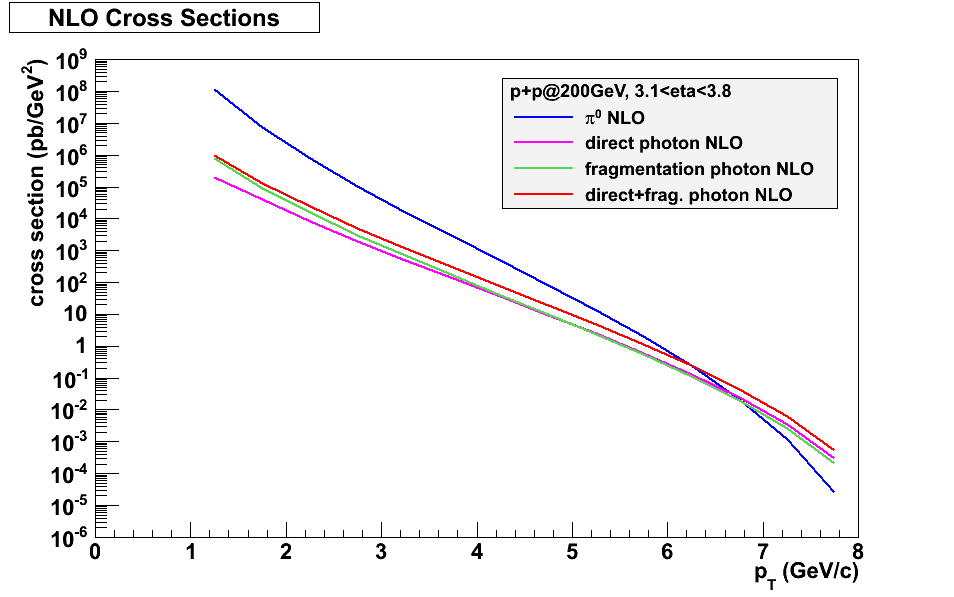 NLO Cross Sections
cross section (pb/GeV²)
10⁹
10⁸
10⁷
10⁶
10⁵
10⁴
10³
10²
10
1
10⁻¹
10⁻²
10⁻³
10⁻⁴
10⁻⁵
10⁻⁶
p+p@200GeV, 3.1<eta<3.8
π⁰ NLO
direct photon NLO
fragmentation photon NLO
direct+frag. photon NLO
0 1 2 3 4 5 6 7 8
p_T (GeV/c)